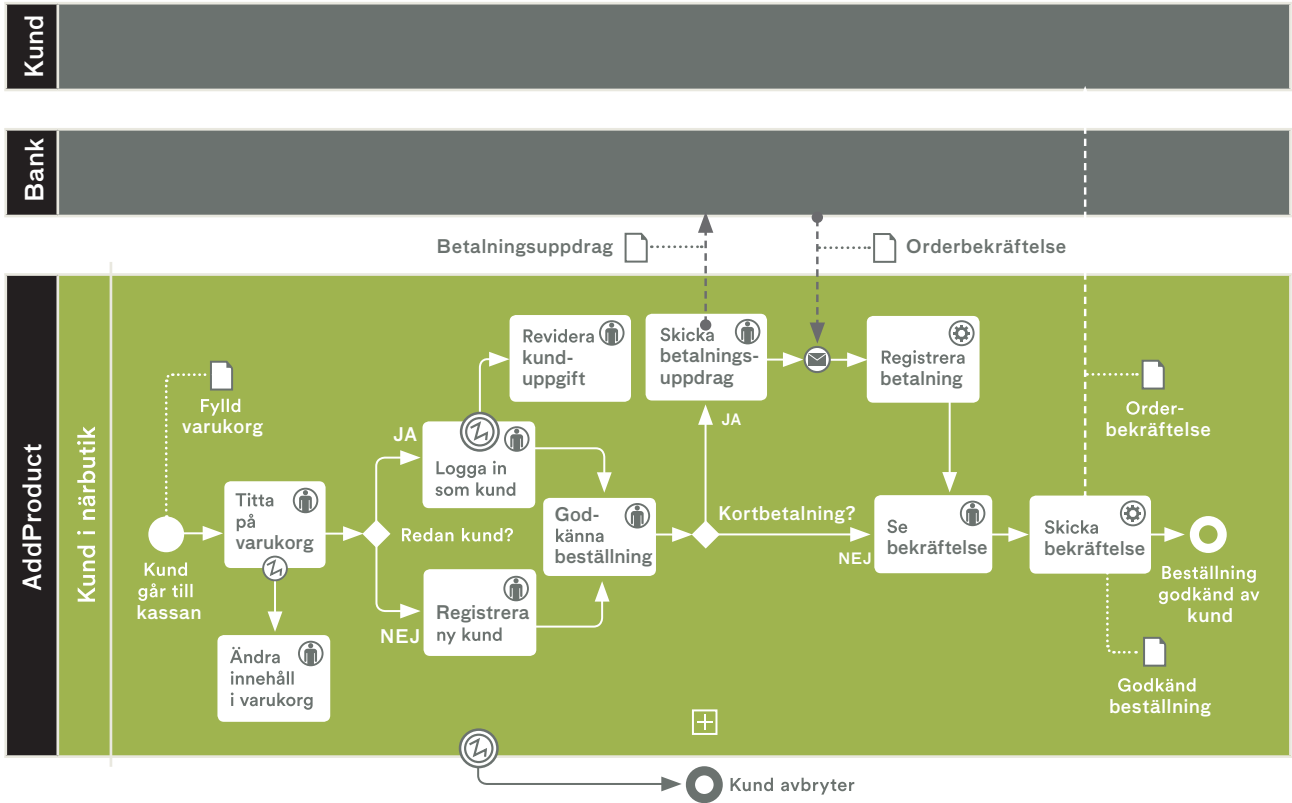 Kund
Bank
Betalningsuppdrag
Orderbekräftelse
AddProduct
Kund i närbutik
Fylld
varukorg
Kund
går till
kassan
Titta
på
varukorg
Ändra
innehåll
i varukorg
Redan kund?
JA
NEJ
Logga in
som kund
Revidera
kund-
uppgift
Registrera
ny kund
God-
känna
beställning
Kortbetalning?
JA
NEJ
Skicka
betalnings-
uppdrag
Registrera
betalning
Se
bekräftelse
Skicka
bekräftelse
Order-
bekräftelse
Beställning
godkänd av
kund
Godkänd
beställning
Kund avbryter